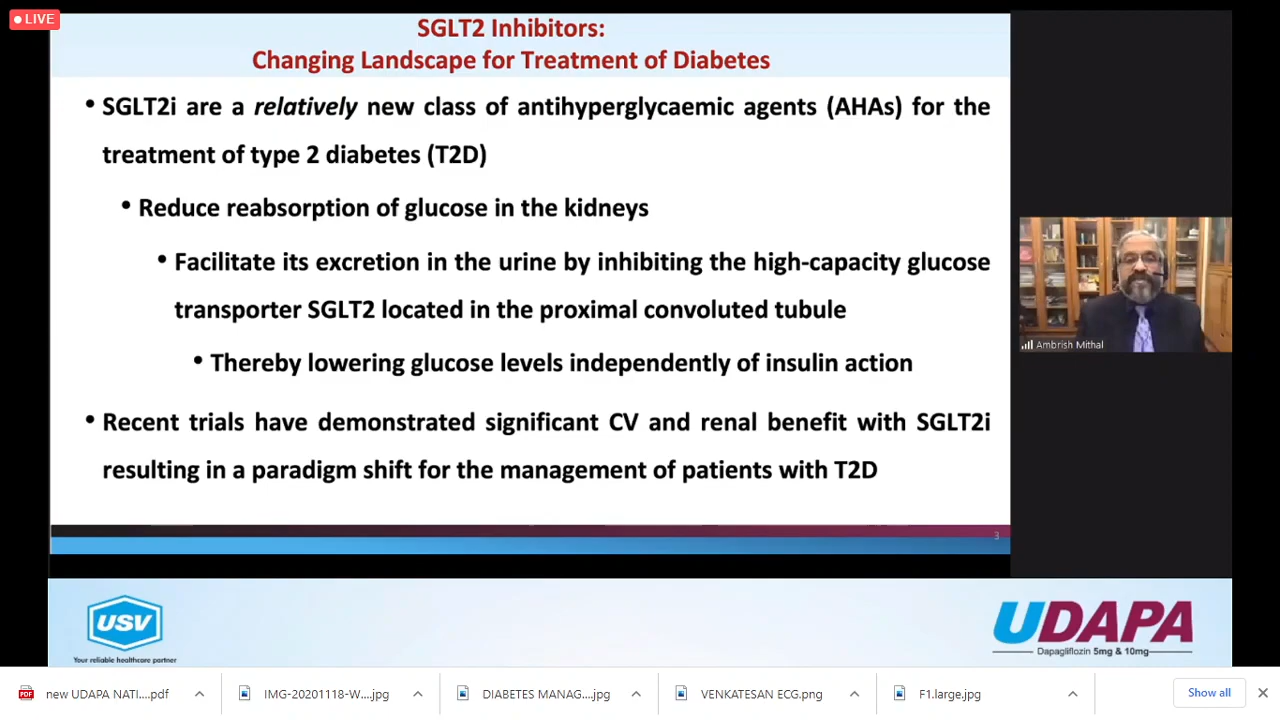 LIVE
SGLT2 Inhibitors:
Changing Landscape for Treatment of Diabetes
• SGLT2i are a relatively new class of antihyperglycaemic agents (AHAs) for the
treatment of type 2 diabetes (T2D)
• Reduce reabsorption of glucose in the kidneys
• Facilitate its excretion in the urine by inhibiting the high-capacity glucose
transporter SGLT2 located in the proximal convoluted tubule
• Thereby lowering glucose levels independently of insulin action
• Recent trials have demonstrated significant CV and renal benefit with SGLT2i
resulting in a paradigm shift for the management of patients with T2D
3
Ambrish Mithal
USV
Your reliable healthcare partner
UDAPA
Dapagliflozin 5mg & 10mg
PDF
new UDAPA NATI....pdf
IMG-20201118-W....jpg
DIABETES MANAG....jpg
VENKATESAN ECG.png
F1.large.jpg
Show all